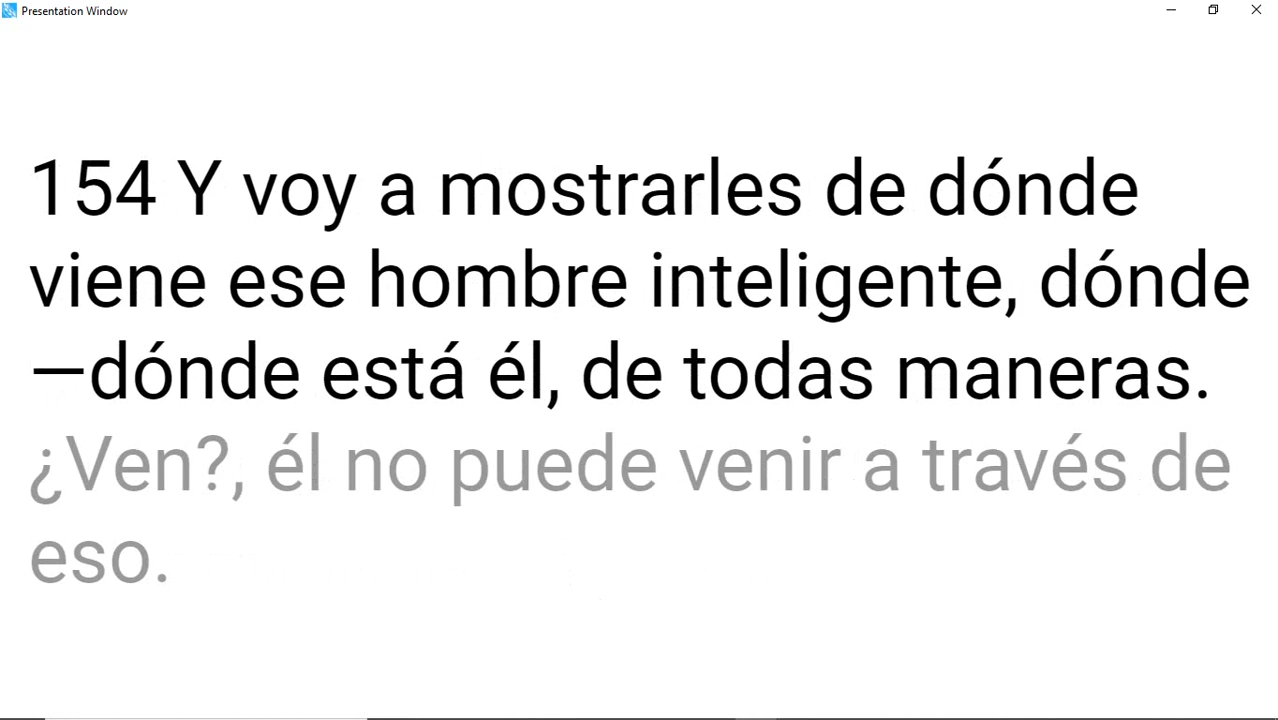 Presentation Window
154 Y voy a mostrarles de dónde
viene ese hombre inteligente, dónde
—dónde está él, de todas maneras.
¿Ven?, él no puede venir a través de
eso.